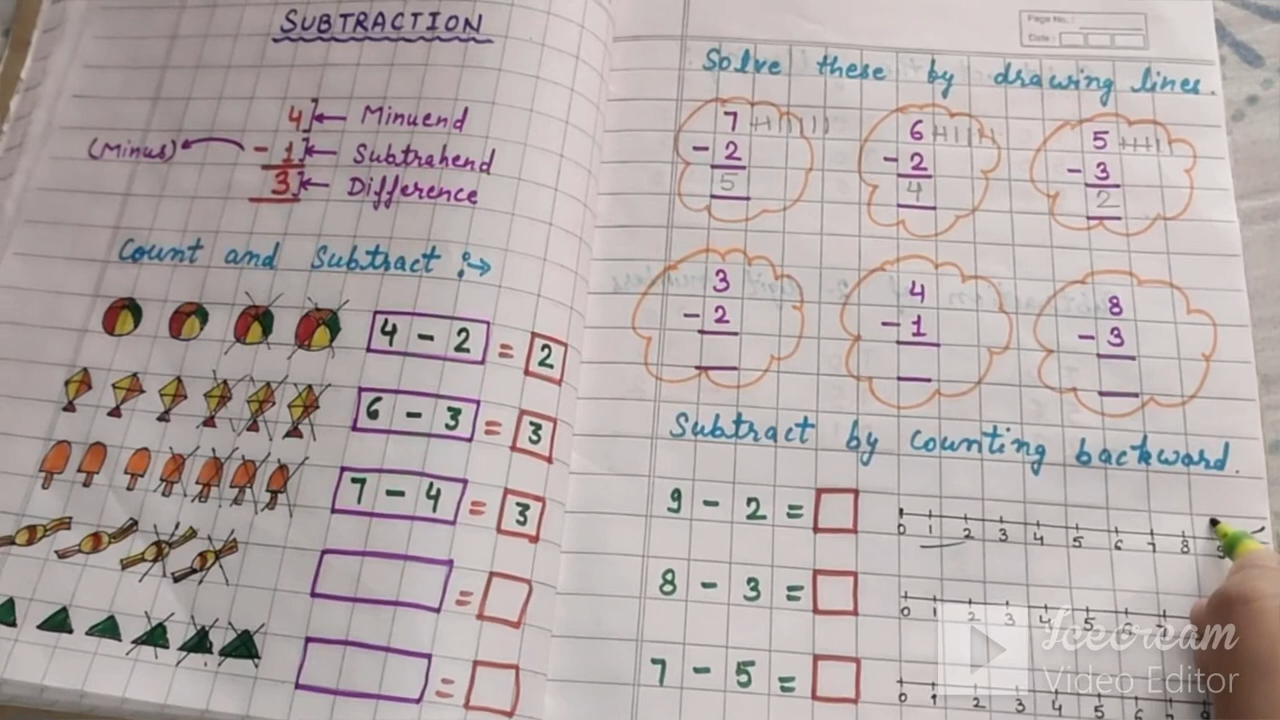 SUBTRACTION
4 ← Minuend
(Minus) ← - 1 ← Subtrahend
3 ← Difference
Count and Subtract :→
4 - 2 = 2
6 - 3 = 3
7 - 4 = 3
=
=
Page No.:
Date:
Solve these by drawing lines.
7 6 5
- 2 - 2 - 3
5 4 2
3 4 8
- 2 - 1 - 3
Subtract by counting backward.
9 - 2 =
0 1 2 3 4 5 6 7 8 9
8 - 3 =
0 1 2 3 4 5 6 7
7 - 5 =
0 1 2 3 4 5 6 7 8
Icecream
Video Editor